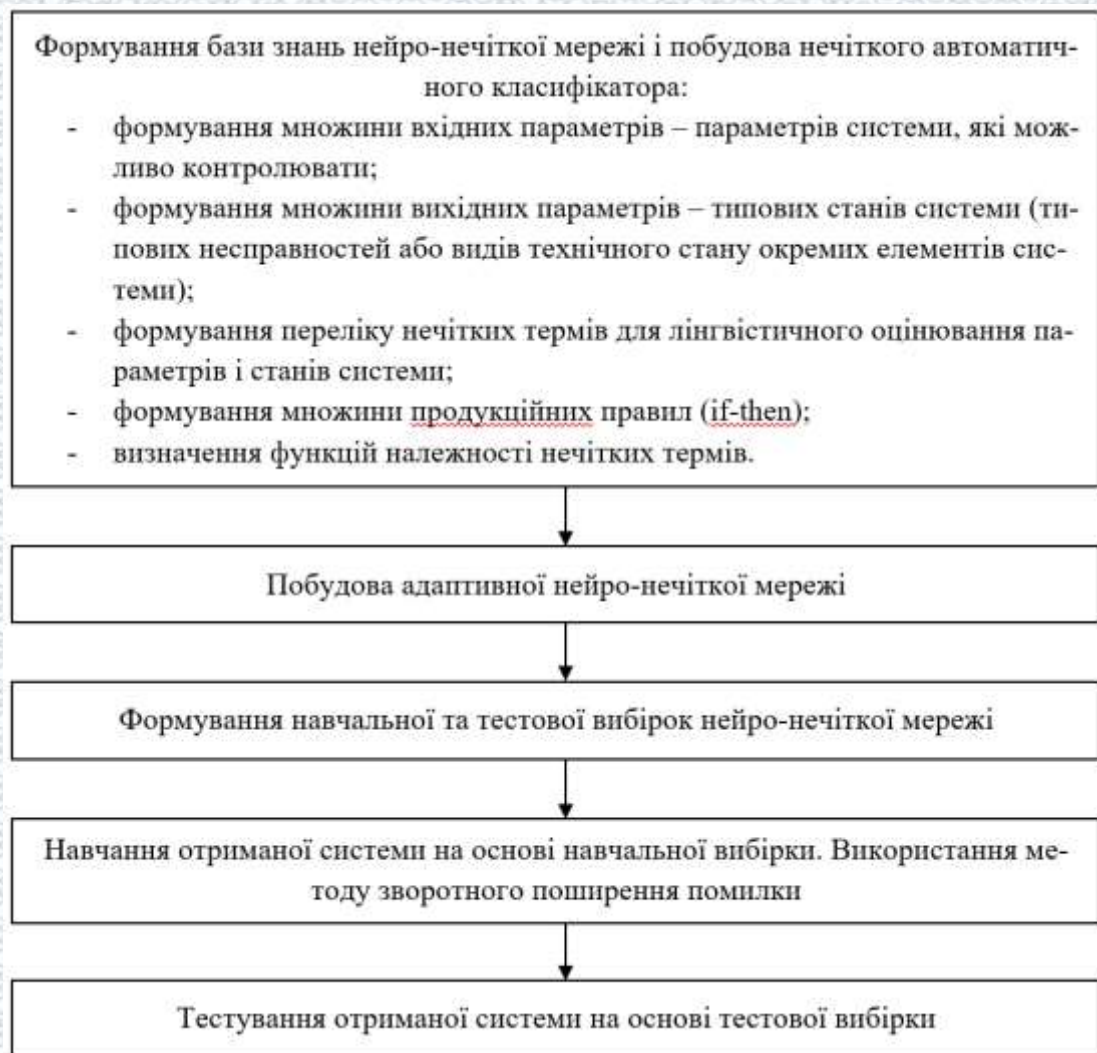 Формування бази знань нейро-нечіткої мережі і побудова нечіткого автоматич-
ного класифікатора:
- формування множини вхідних параметрів – параметрів системи, які мож-
ливо контролювати;
- формування множини вихідних параметрів – типових станів системи (ти-
пових несправностей або видів технічного стану окремих елементів сис-
теми);
- формування переліку нечітких термів для лінгвістичного оцінювання па-
раметрів і станів системи;
- формування множини продукційних правил (if-then);
- визначення функцій належності нечітких термів.
Побудова адаптивної нейро-нечіткої мережі
Формування навчальної та тестової вибірок нейро-нечіткої мережі
Навчання отриманої системи на основі навчальної вибірки. Використання ме-
тоду зворотного поширення помилки
Тестування отриманої системи на основі тестової вибірки